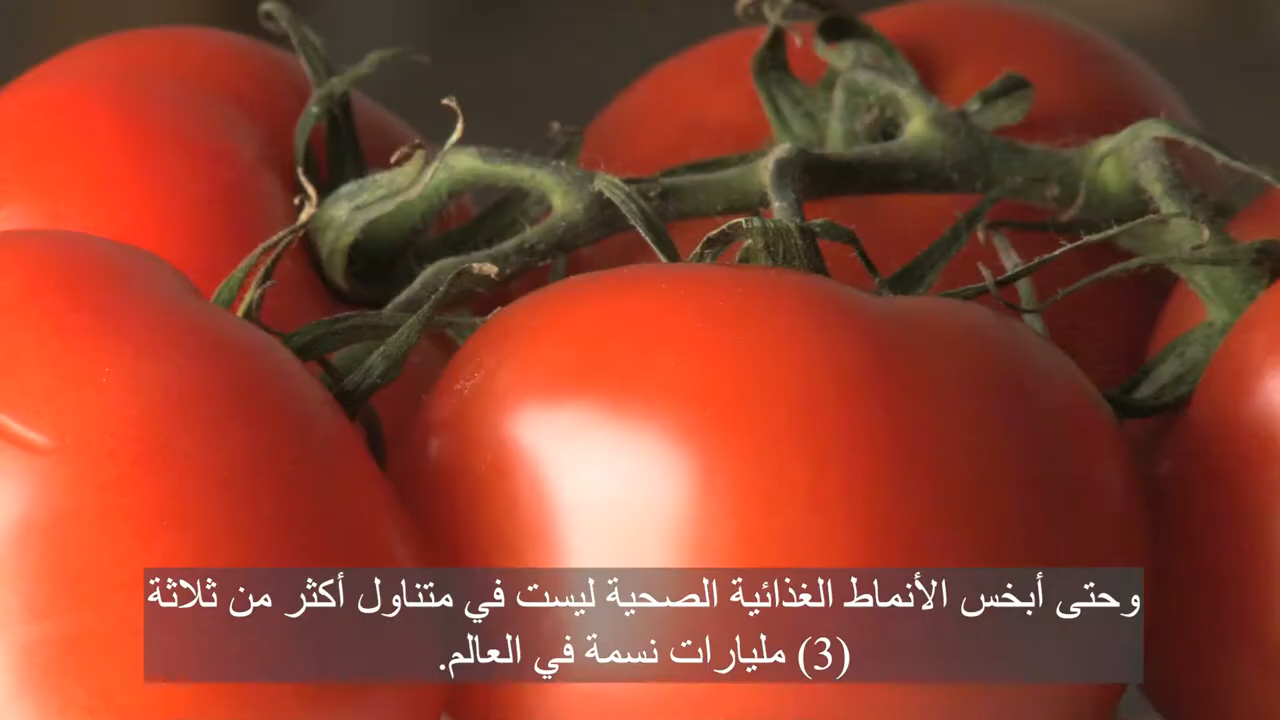 وحتى أبخس الأنماط الغذائية الصحية ليست في متناول أكثر من ثلاثة
(3) مليارات نسمة في العالم.